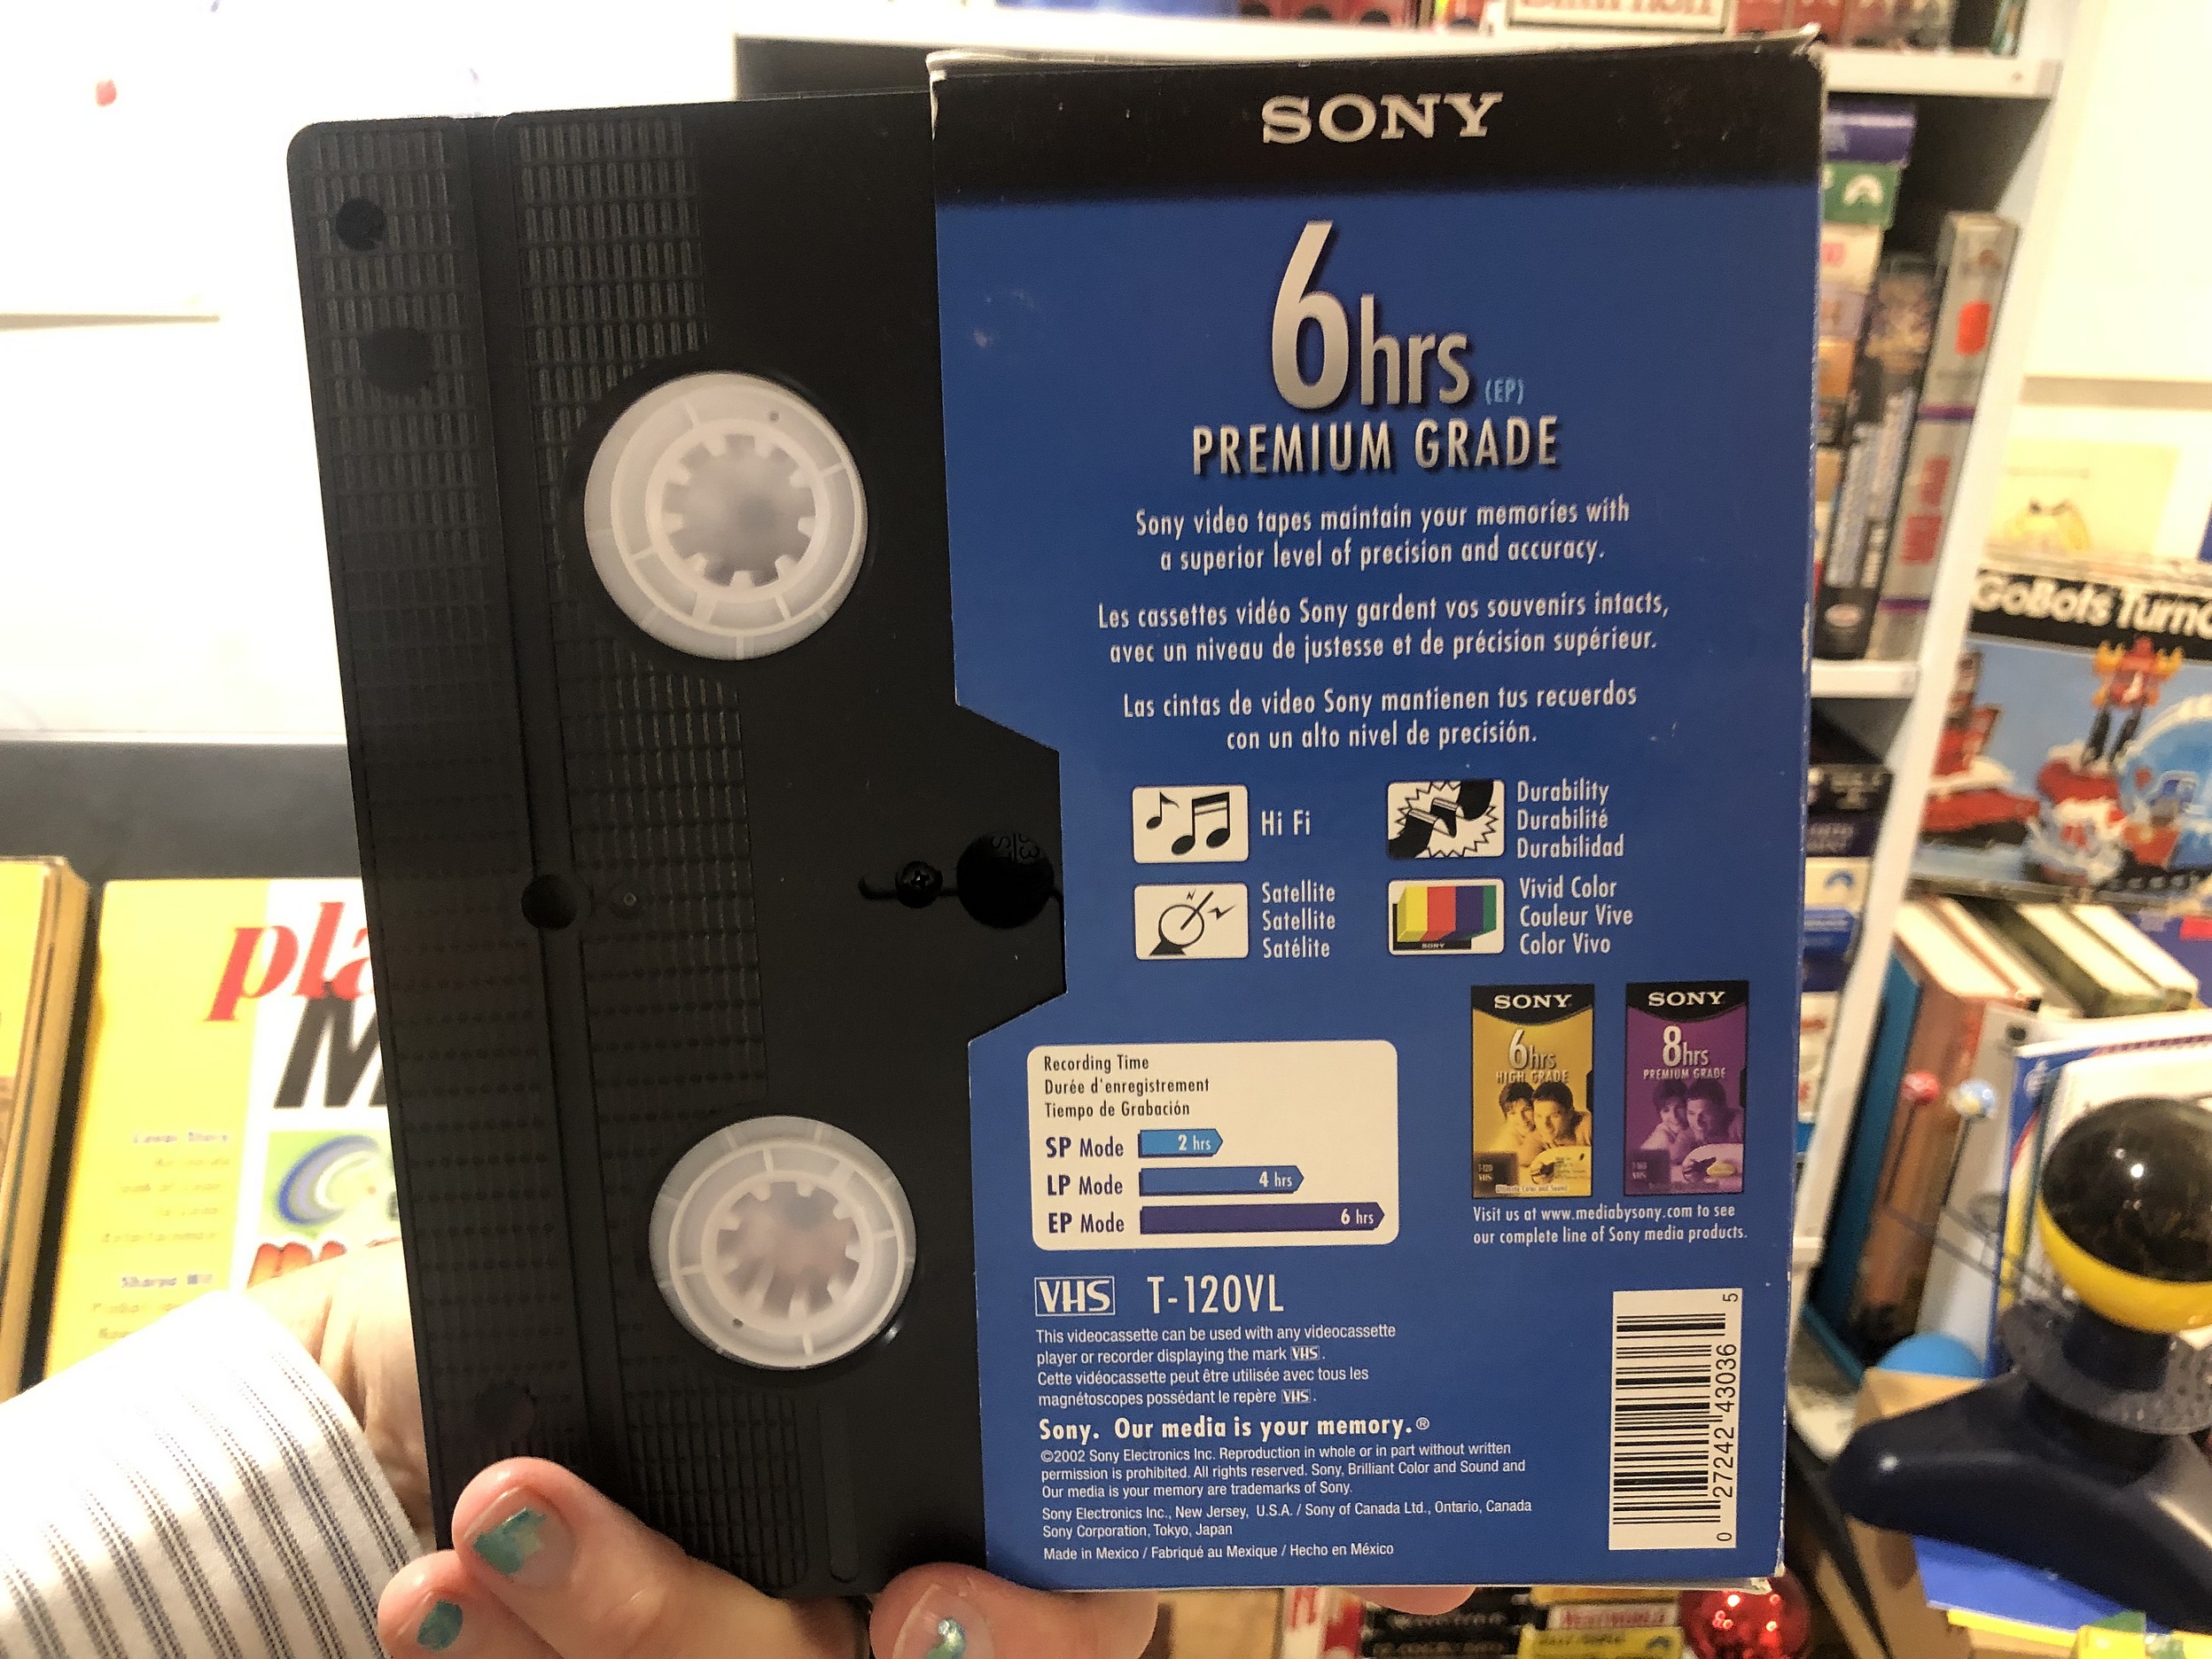 SONY
6hrs (EP)
PREMIUM GRADE
Sony video tapes maintain your memories with
a superior level of precision and accuracy.
Les cassettes vidéo Sony gardent vos souvenirs intacts,
avec un niveau de justesse et de précision supérieur.
Las cintas de video Sony mantienen tus recuerdos
con un alto nivel de precisión.
Hi Fi
Durability
Durabilité
Durabilidad
Satellite
Satellite
Satélite
SONY
Vivid Color
Couleur Vive
Color Vivo
Recording Time
Durée d'enregistrement
Tiempo de Grabación
SP Mode 2 hrs
LP Mode 4 hrs
EP Mode 6 hrs
SONY
6hrs
HIGH GRADE
T-120
VHS
SONY
8hrs
PREMIUM GRADE
VHS
Visit us at www.mediabysony.com to see
our complete line of Sony media products.
VHS T-120VL
This videocassette can be used with any videocassette
player or recorder displaying the mark VHS.
Cette vidéocassette peut être utilisée avec tous les
magnétoscopes possédant le repère VHS.
Sony. Our media is your memory.®
©2002 Sony Electronics Inc. Reproduction in whole or in part without written
permission is prohibited. All rights reserved. Sony, Brilliant Color and Sound and
Our media is your memory are trademarks of Sony.
Sony Electronics Inc., New Jersey, U.S.A. / Sony of Canada Ltd., Ontario, Canada
Sony Corporation, Tokyo, Japan
Made in Mexico / Fabriqué au Mexique / Hecho en México
0 27242 43036 5
GoBots
pla
M